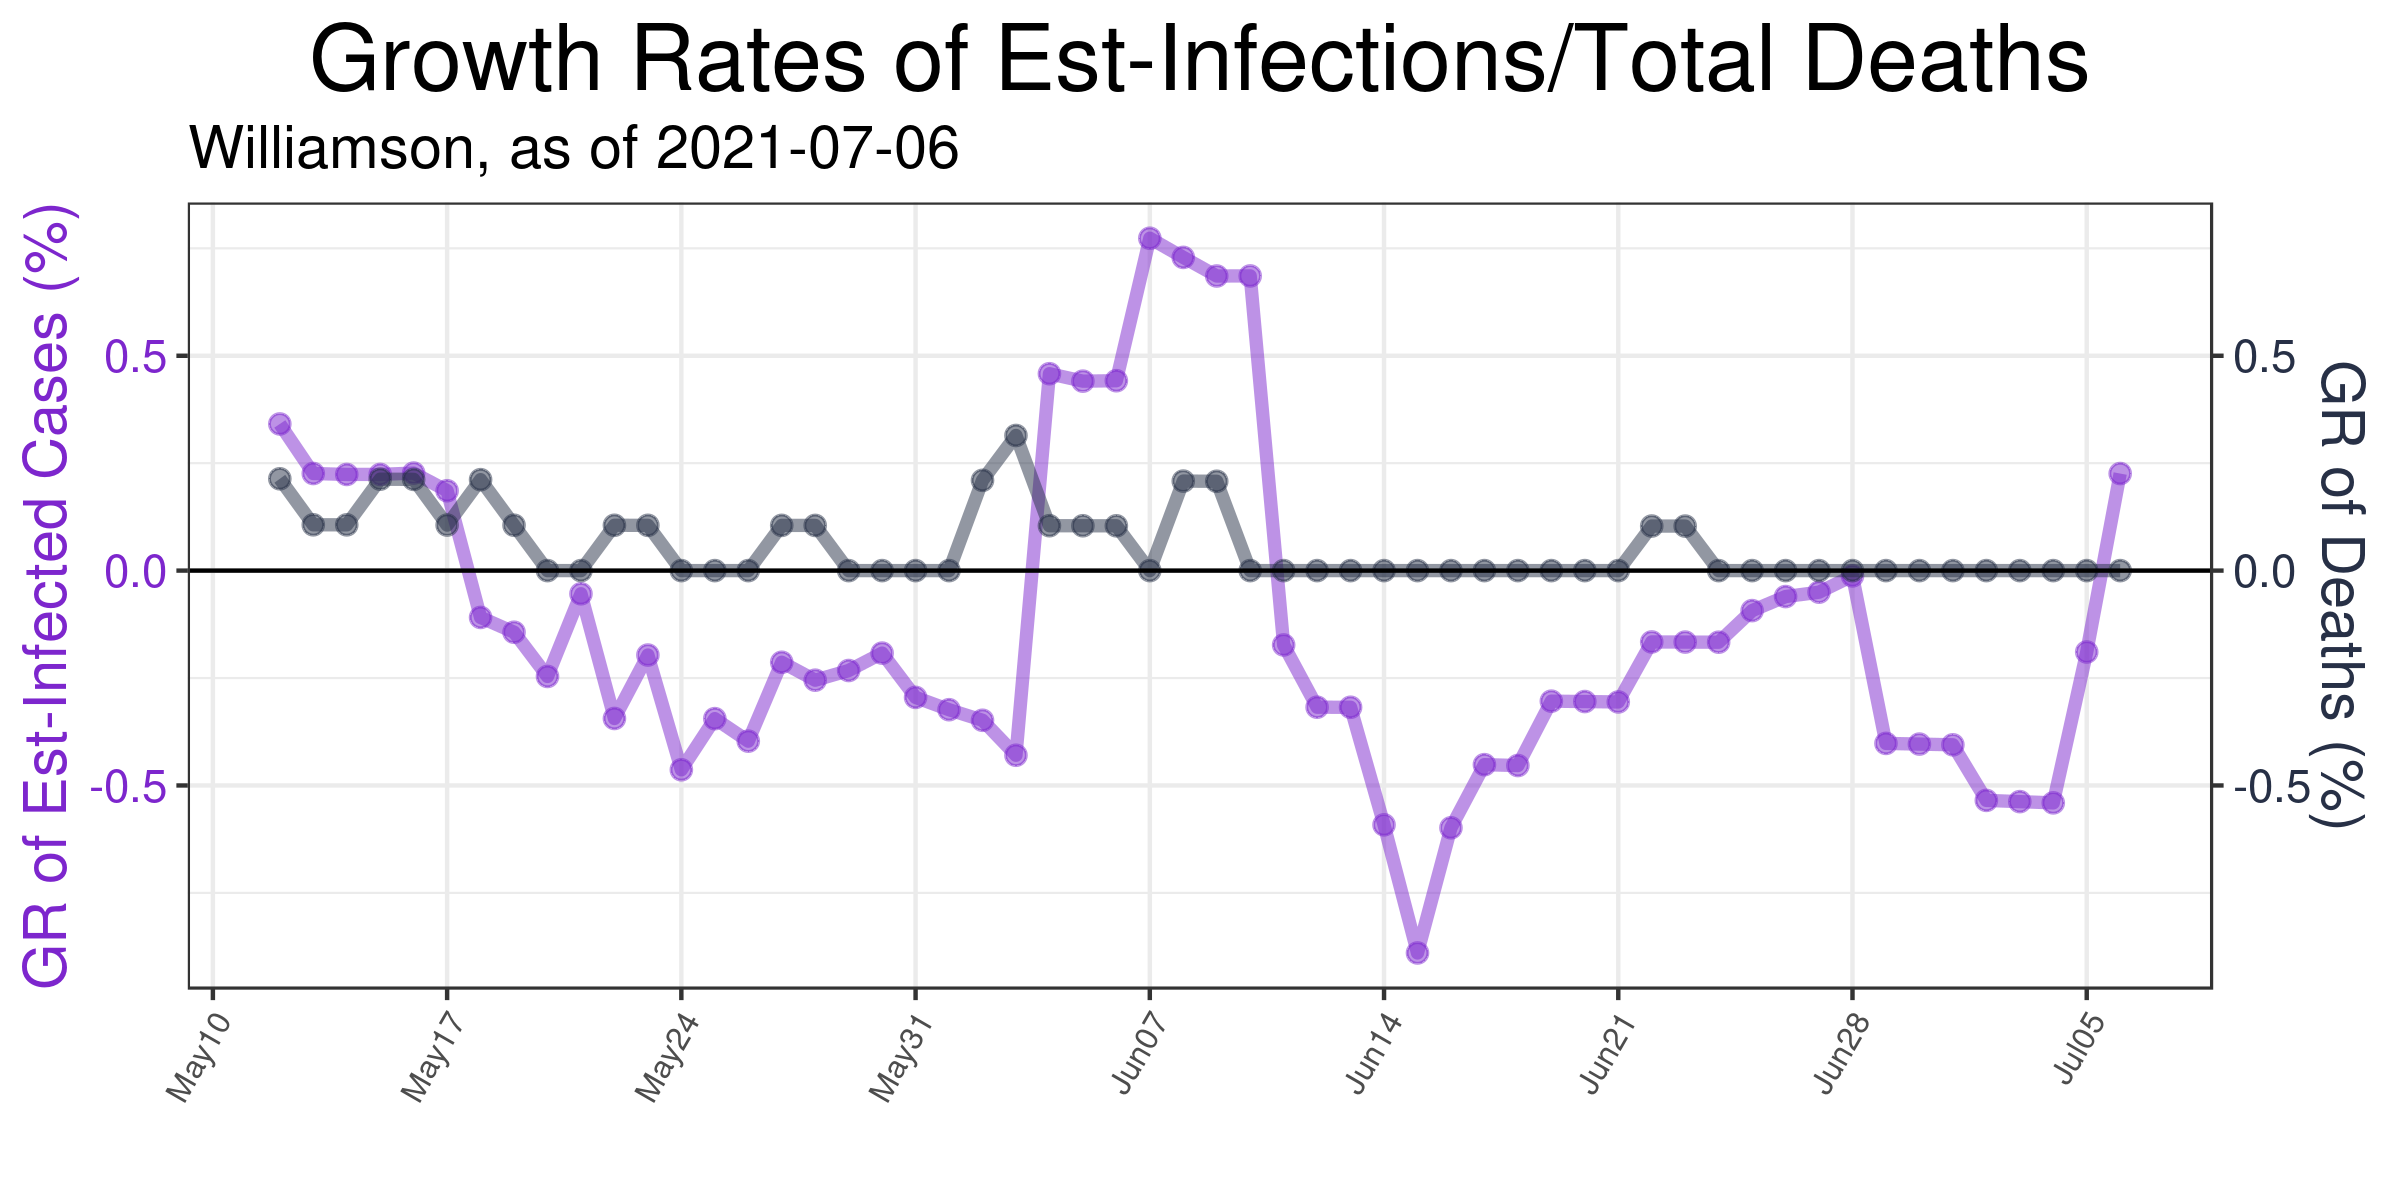 Growth Rates of Est-Infections/Total Deaths
Williamson, as of 2021-07-06
GR of Est-Infected Cases (%)
0.5
0.0
-0.5
0.5
0.0
-0.5
GR of Deaths (%)
May10
May17
May24
May31
Jun07
Jun14
Jun21
Jun28
Jul05